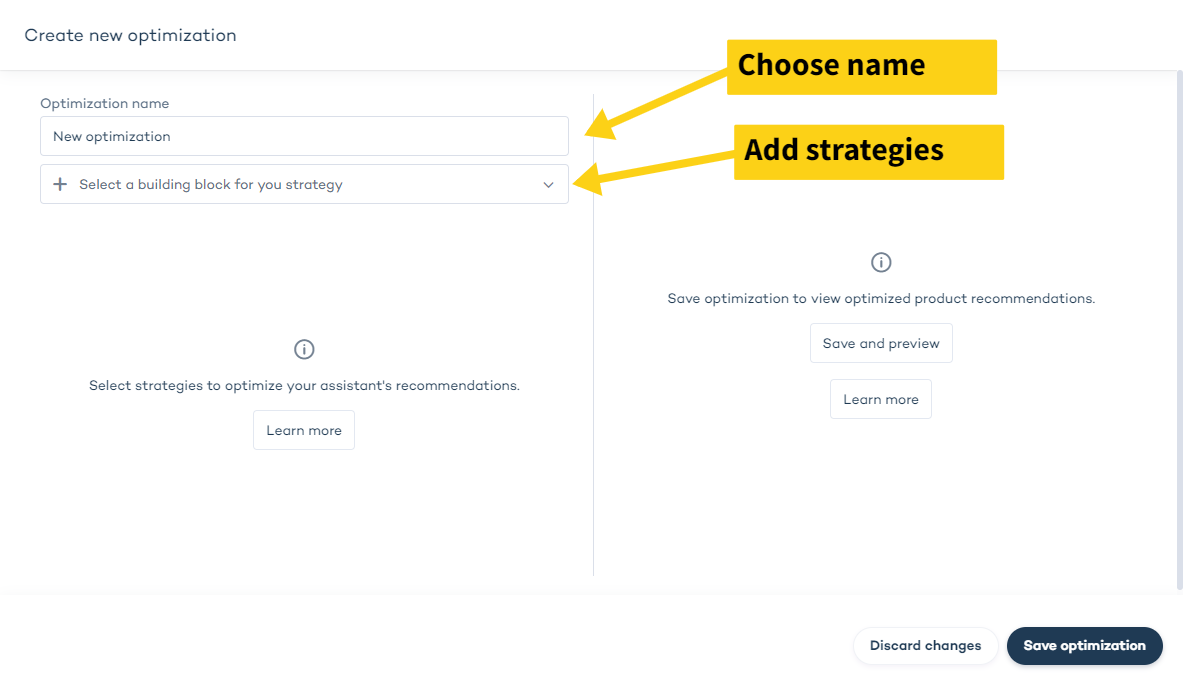 Create new optimization
Choose name
Optimization name
New optimization
Add strategies
Select a building block for you strategy
Save optimization to view optimized product recommendations.
Save and preview
Learn more
Select strategies to optimize your assistant's recommendations.
Learn more
Discard changes
Save optimization